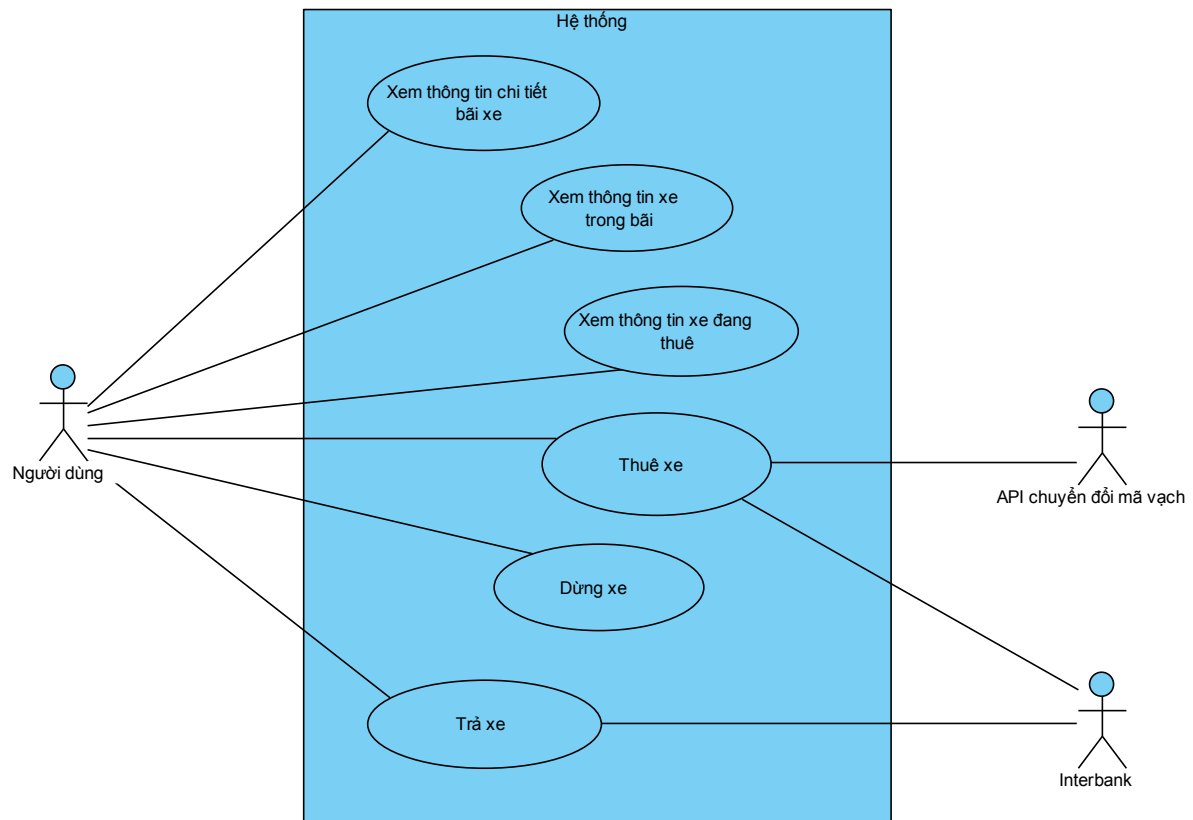 Hệ thống
Xem thông tin chi tiết
bãi xe
Xem thông tin xe
trong bãi
Xem thông tin xe đang
thuê
Thuê xe
Người dùng
API chuyển đổi mã vạch
Dừng xe
Trả xe
Interbank